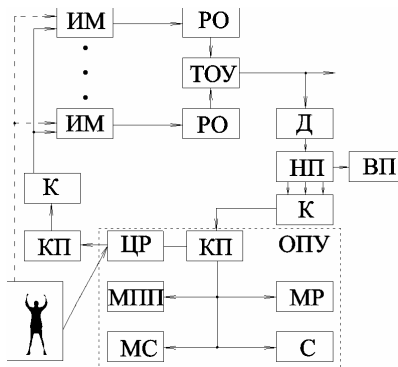 ИМ РО
ТОУ
ИМ РО Д
НП ВП
К К
КП ЦР КП ОПУ
МПП МР
МС С